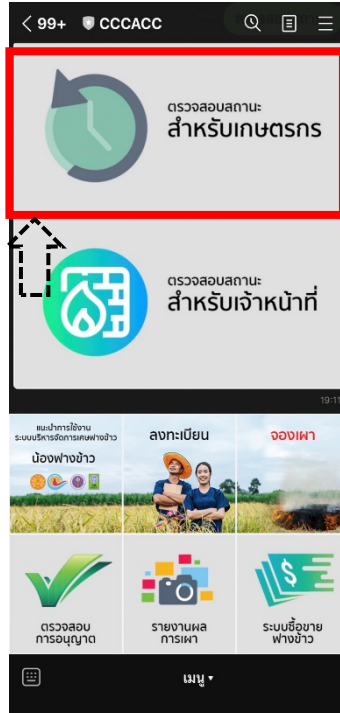 99+ CCCACC
ตรวจสอบสถานะ
สำหรับเกษตรกร
ตรวจสอบสถานะ
สำหรับเจ้าหน้าที่
19:11
แนะนำการใช้งาน
ระบบบริหารจัดการเศษฟางข้าว
น้องฟางข้าว
ลงทะเบียน
จองเผา
ตรวจสอบ
การอนุญาต
รายงานผล
การเผา
ระบบซื้อขาย
ฟางข้าว
เมนู